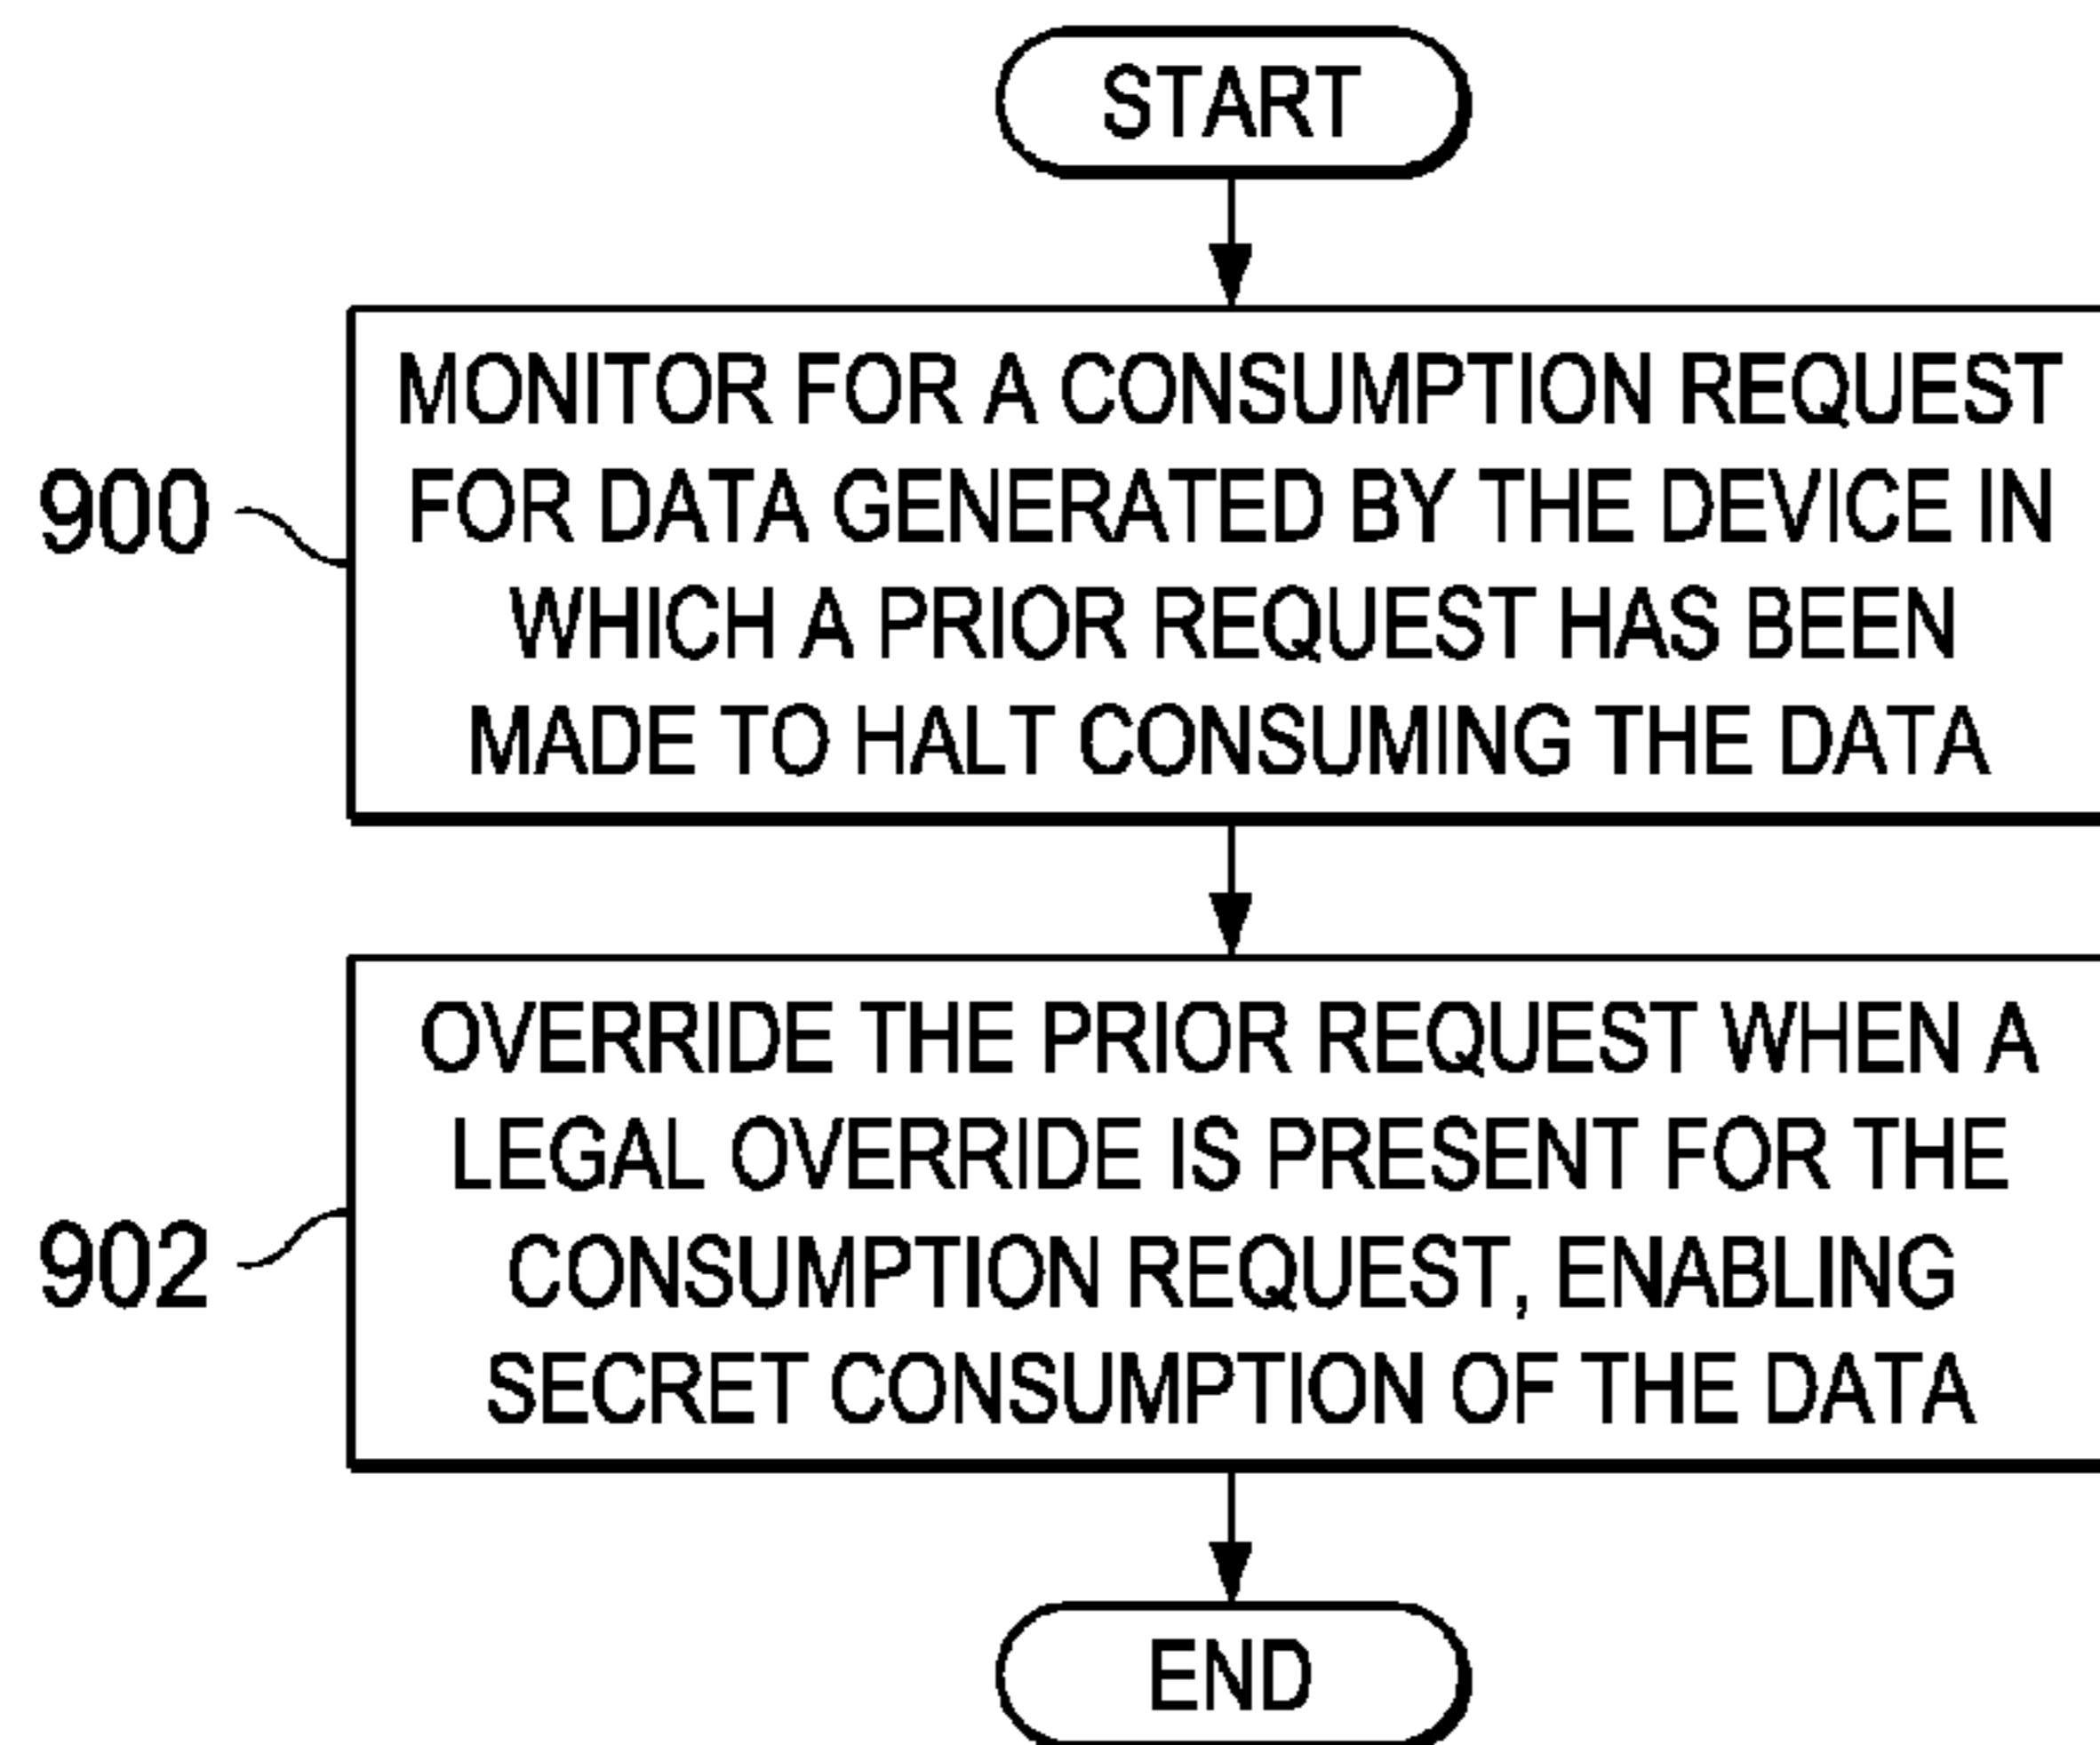 START
MONITOR FOR A CONSUMPTION REQUEST
FOR DATA GENERATED BY THE DEVICE IN
WHICH A PRIOR REQUEST HAS BEEN
MADE TO HALT CONSUMING THE DATA
900
OVERRIDE THE PRIOR REQUEST WHEN A
LEGAL OVERRIDE IS PRESENT FOR THE
CONSUMPTION REQUEST, ENABLING
SECRET CONSUMPTION OF THE DATA
902
END